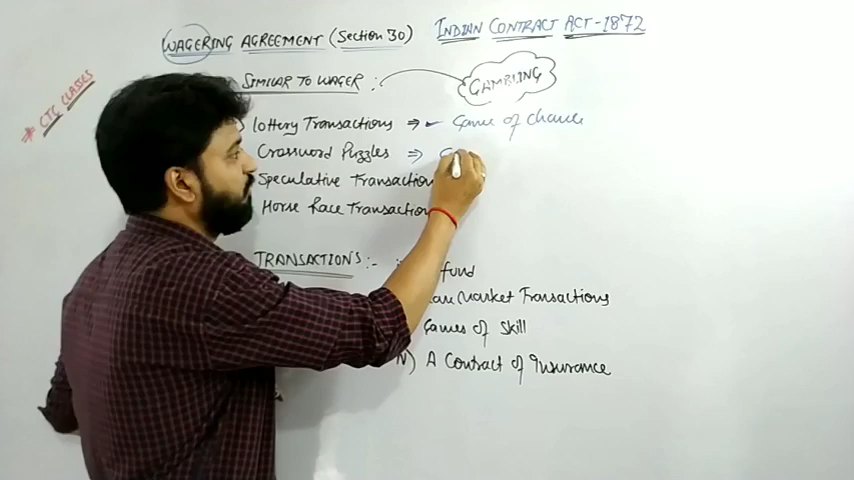 WAGERING AGREEMENT (Section 30)
INDIAN CONTRACT ACT-1872
SIMILAR TO WAGER :-
GAMBLING
* CTC CLASSES
Lottery Transactions ⇒ - Game of chance
Crossword Puzzles ⇒ G
Speculative Transaction
Horse Race Transaction
TRANSACTIONS :-
fund
Market Transactions
Games of Skill
IV) A Contract of Insurance